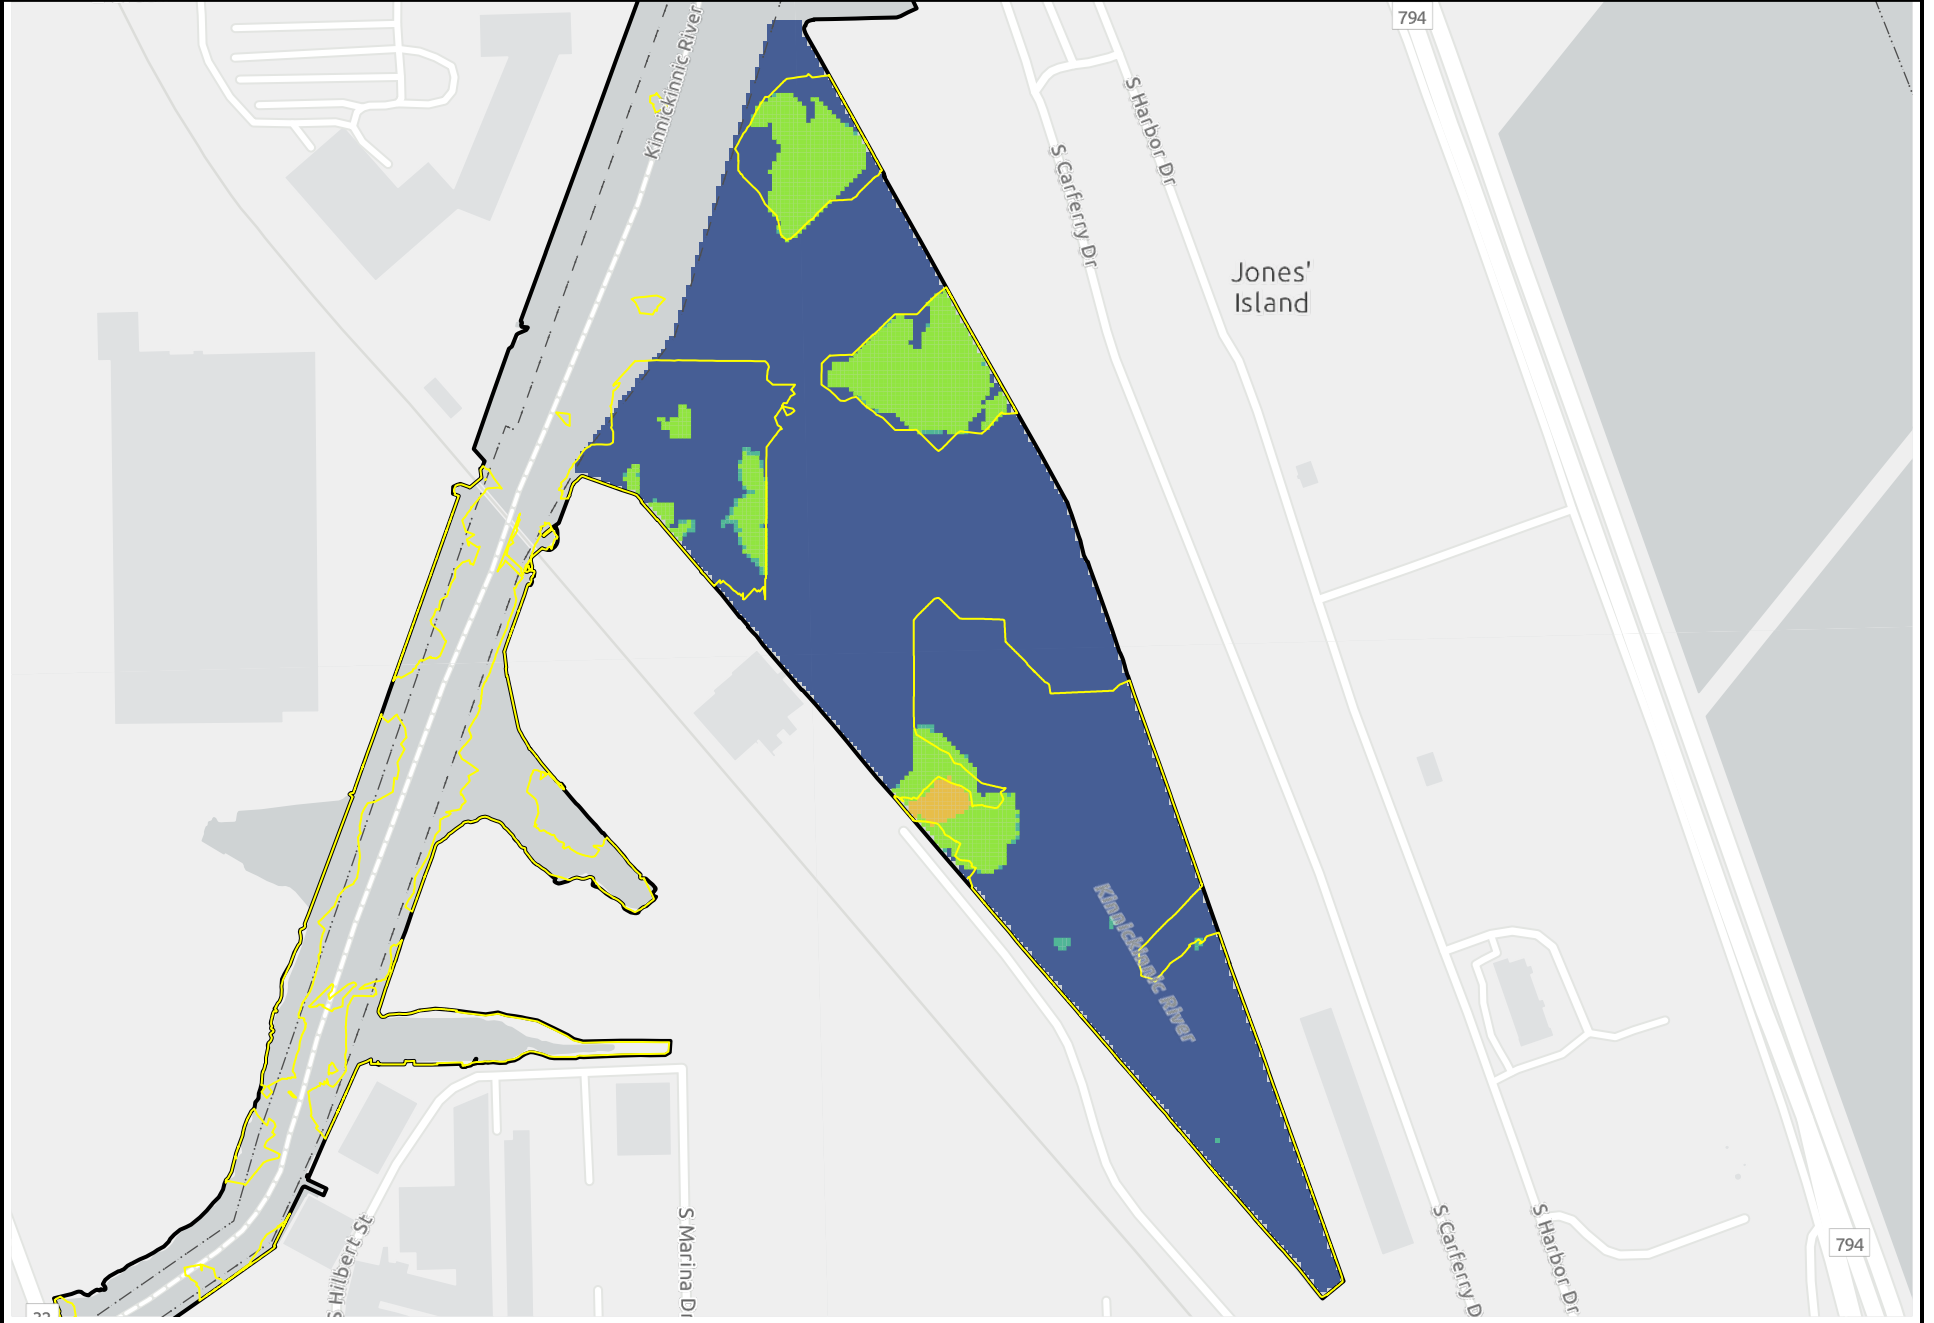 794
Kinnickinnic River
S Harbor Dr
S Carferry Dr
Jones'
Island
Kinnickinnic River
S Carferry D
S Harbor Dr
794
S Hilbert St
S Marina Dr